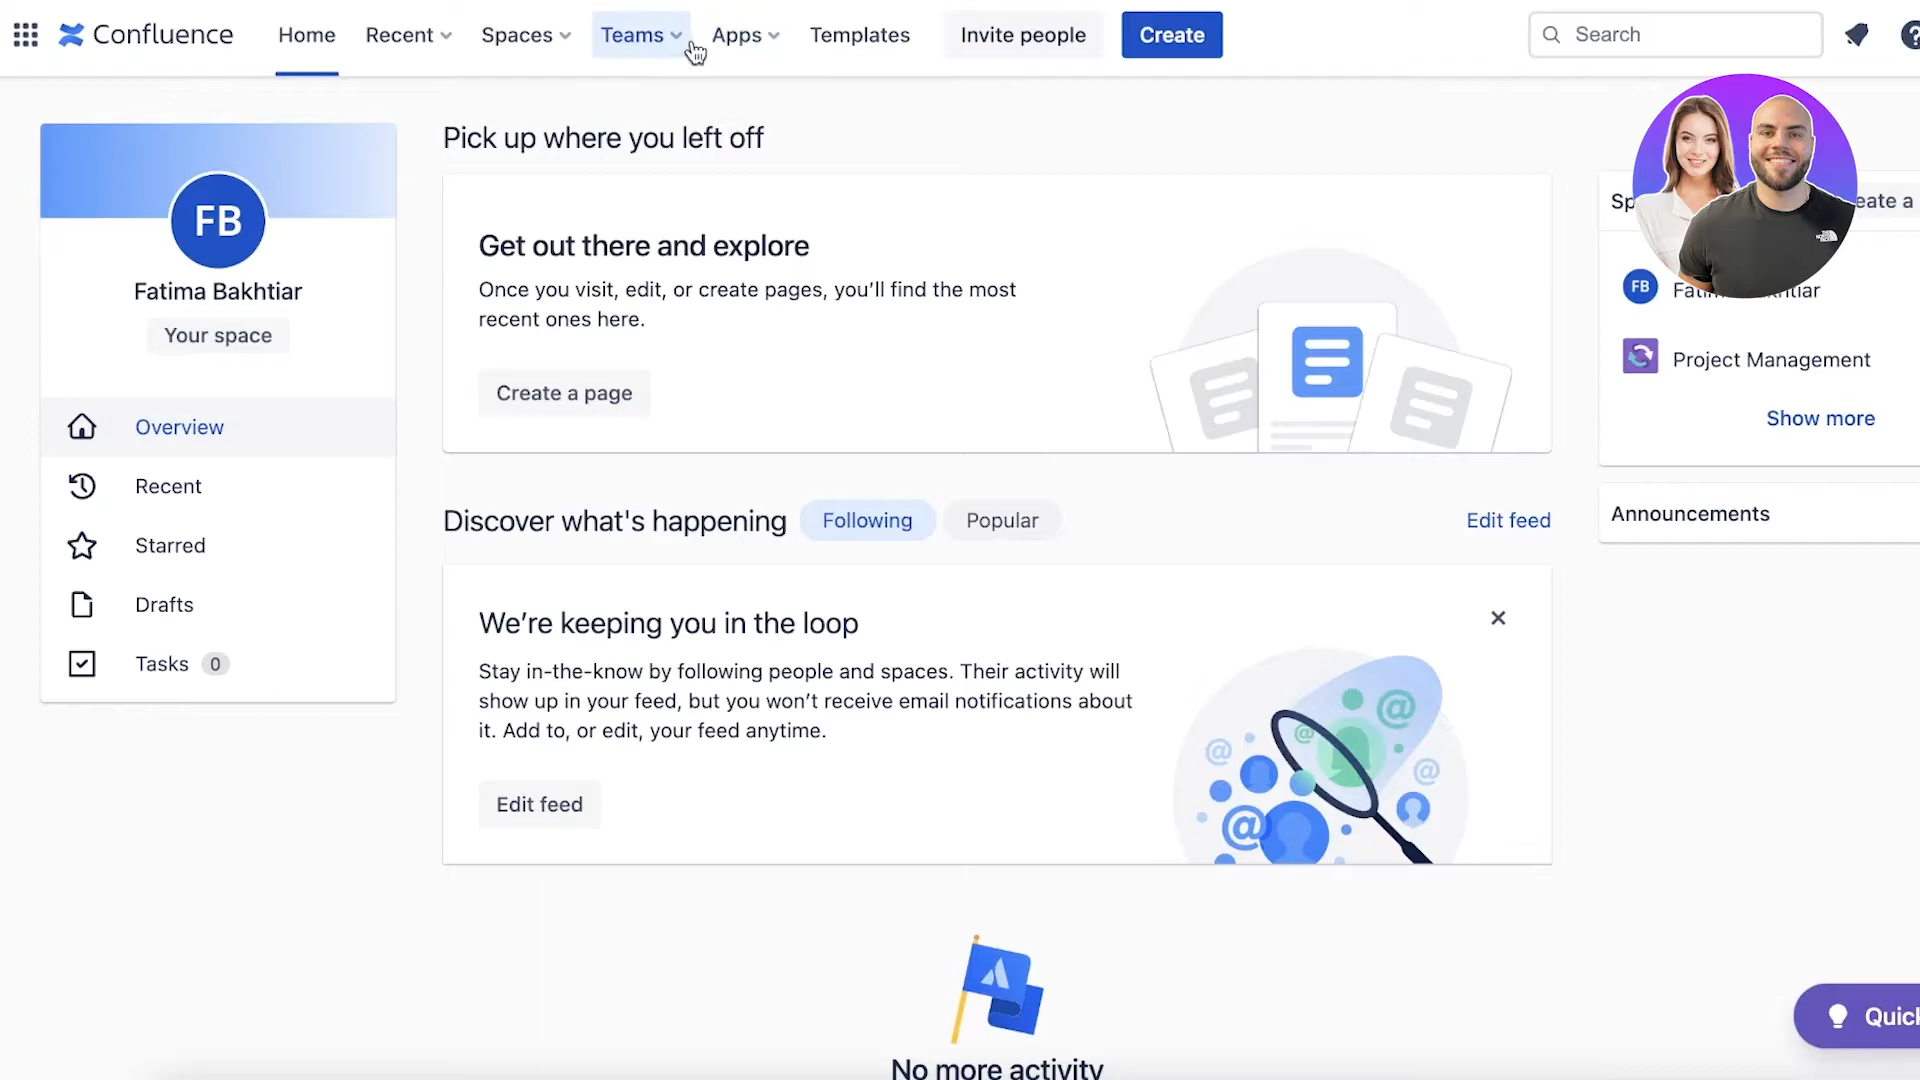 Confluence
Home
Recent
Spaces
Teams
Apps
Templates
Invite people
Create
Search
FB
Fatima Bakhtiar
Your space
Overview
Recent
Starred
Drafts
Tasks 0
Pick up where you left off
Get out there and explore
Once you visit, edit, or create pages, you’ll find the most
recent ones here.
Create a page
Discover what's happening
Following
Popular
Edit feed
We’re keeping you in the loop
Stay in-the-know by following people and spaces. Their activity will
show up in your feed, but you won’t receive email notifications about
it. Add to, or edit, your feed anytime.
Edit feed
No more activity
FB
Project Management
Show more
Announcements